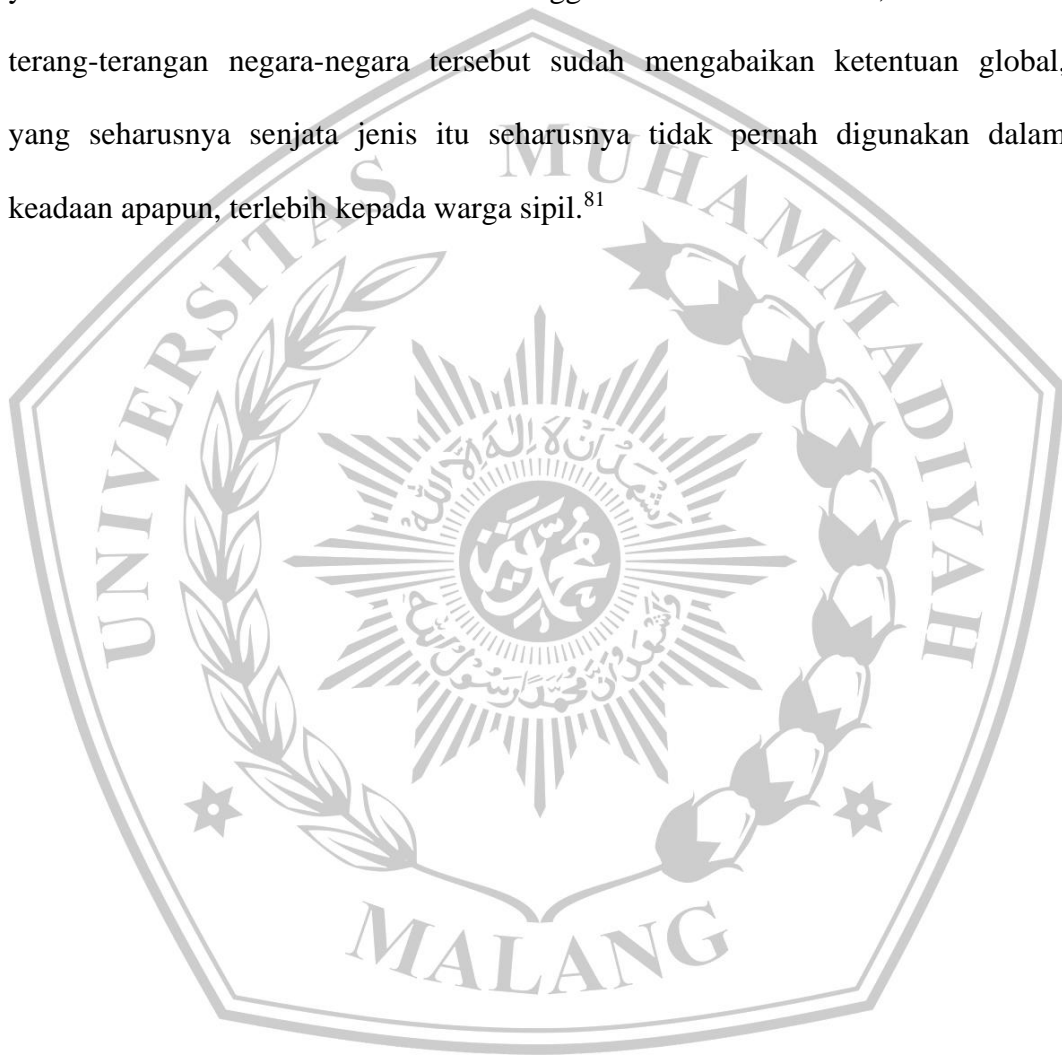 terang-terangan negara-negara tersebut sudah mengabaikan ketentuan global,
yang seharusnya senjata jenis itu seharusnya tidak pernah digunakan dalam
keadaan apapun, terlebih kepada warga sipil.81
UNIVERSITAS MUHAMMADIYAH
MALANG